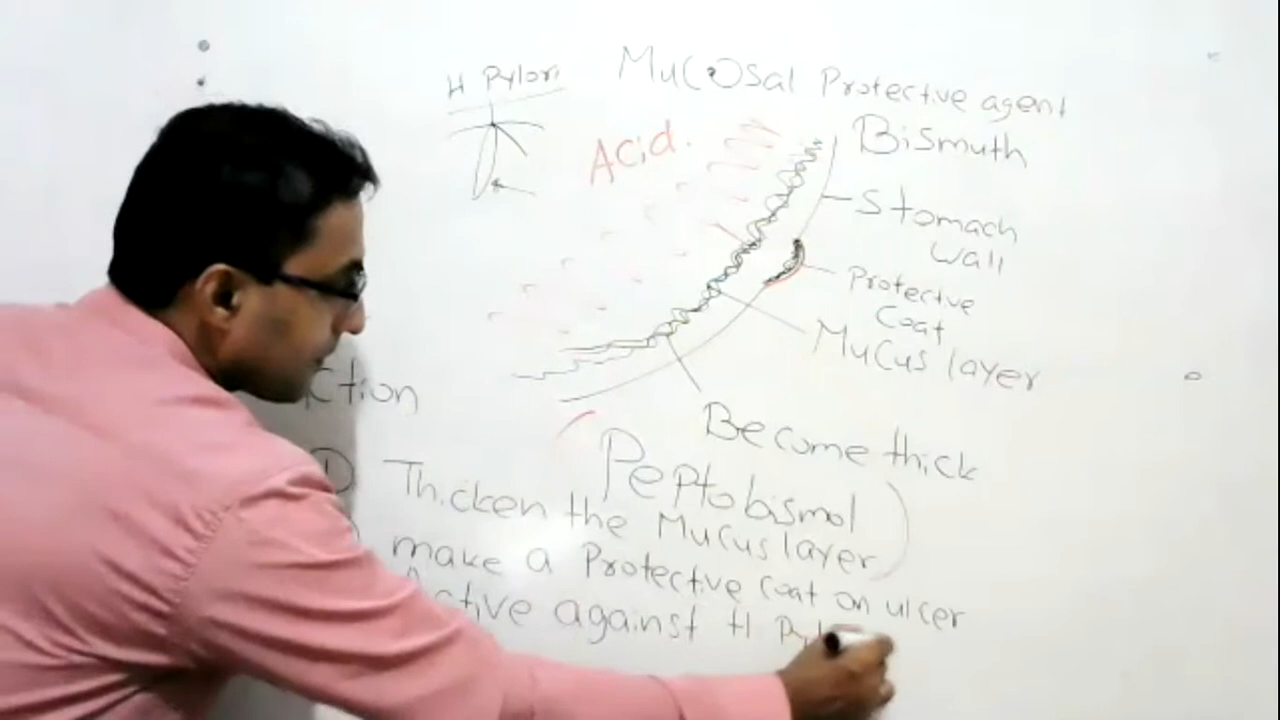 H Pylori
Mucosal Protective agent
Bismuth
Acid.
Stomach
wall
Protective
Coat
Mucus layer
Become thick
Peptobismol
ction
Thicken the Mucus layer
make a Protective coat on ulcer
ctive against H Py